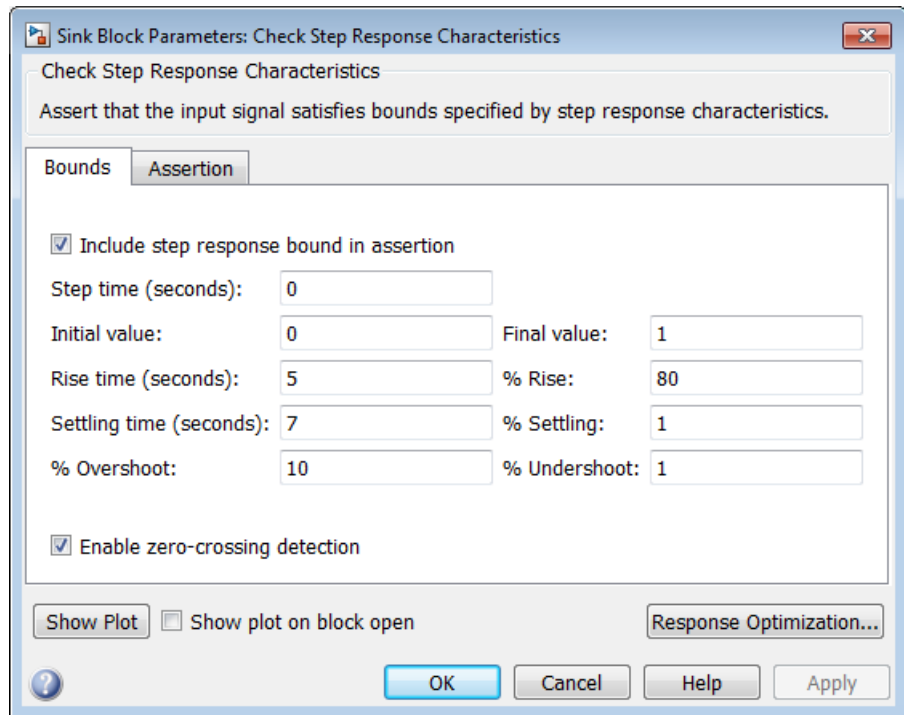 Sink Block Parameters: Check Step Response Characteristics
Check Step Response Characteristics
Assert that the input signal satisfies bounds specified by step response characteristics.
Bounds Assertion
Include step response bound in assertion
Step time (seconds): 0
Initial value: 0 Final value: 1
Rise time (seconds): 5 % Rise: 80
Settling time (seconds): 7 % Settling: 1
% Overshoot: 10 % Undershoot: 1
Enable zero-crossing detection
Show Plot Show plot on block open Response Optimization...
? OK Cancel Help Apply